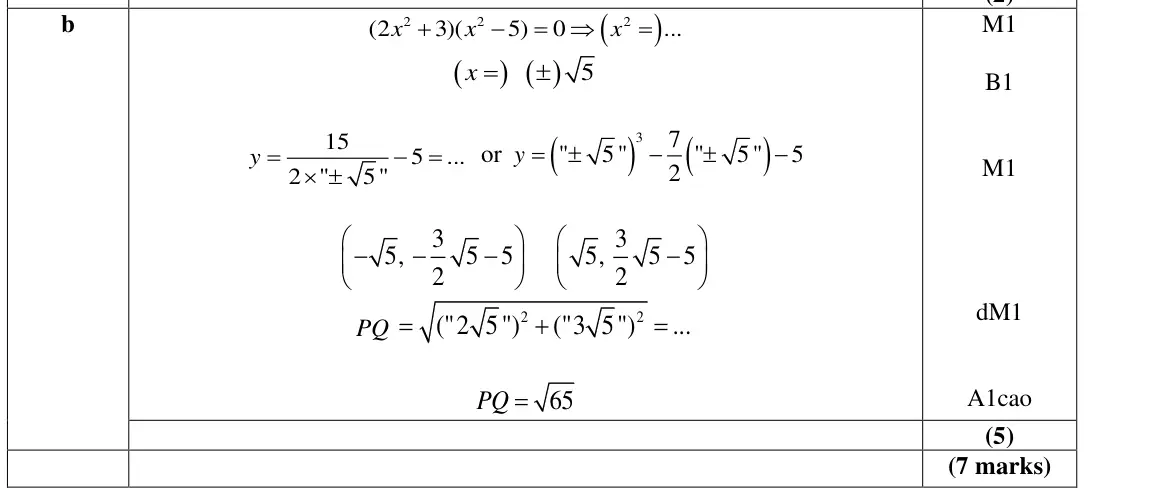 (2)
b
(2x² + 3)(x² − 5) = 0 ⇒ (x² =)... M1
(x =) (±)√5 B1
y = 15/(2×"±√5") − 5 = ... or y = ("±√5")³ − 7/2("±√5") − 5 M1
(−√5, −3/2√5 − 5) (√5, 3/2√5 − 5)
PQ = √(("2√5")² + ("3√5")²) = ... dM1
PQ = √65 A1cao
(5)
(7 marks)